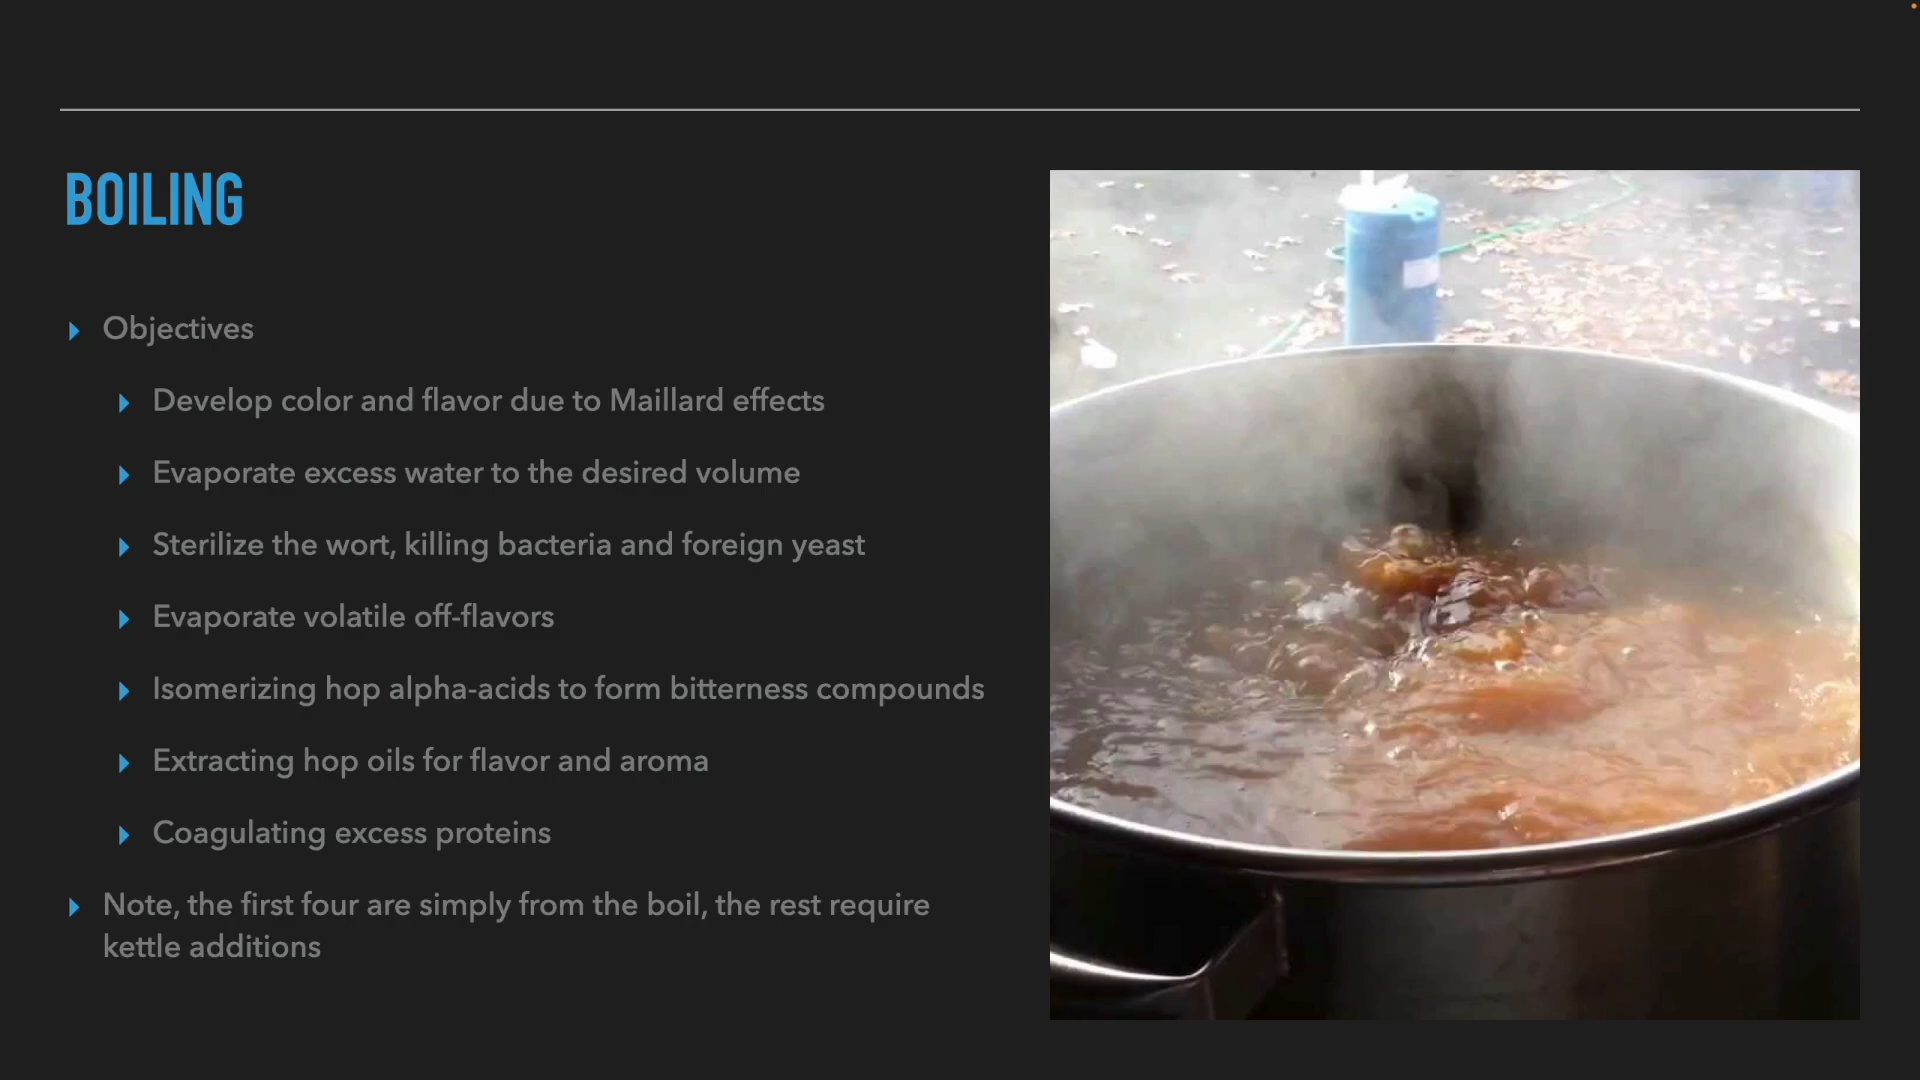 BOILING
Objectives
Develop color and flavor due to Maillard effects
Evaporate excess water to the desired volume
Sterilize the wort, killing bacteria and foreign yeast
Evaporate volatile off-flavors
Isomerizing hop alpha-acids to form bitterness compounds
Extracting hop oils for flavor and aroma
Coagulating excess proteins
Note, the first four are simply from the boil, the rest require
kettle additions